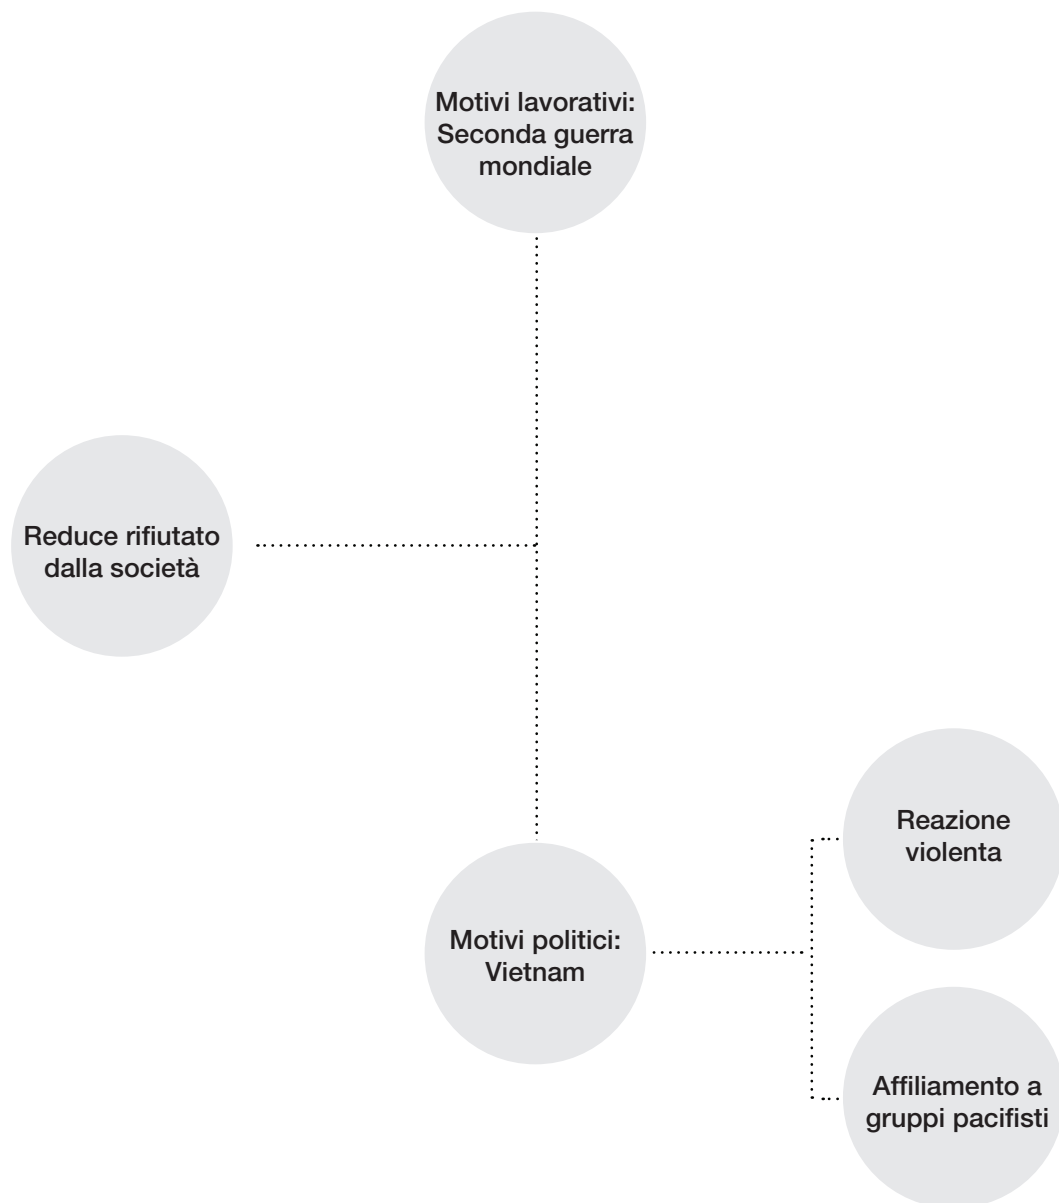 Motivi lavorativi:
Seconda guerra
mondiale
Reduce rifiutato
dalla società
Reazione
violenta
Motivi politici:
Vietnam
Affiliamento a
gruppi pacifisti